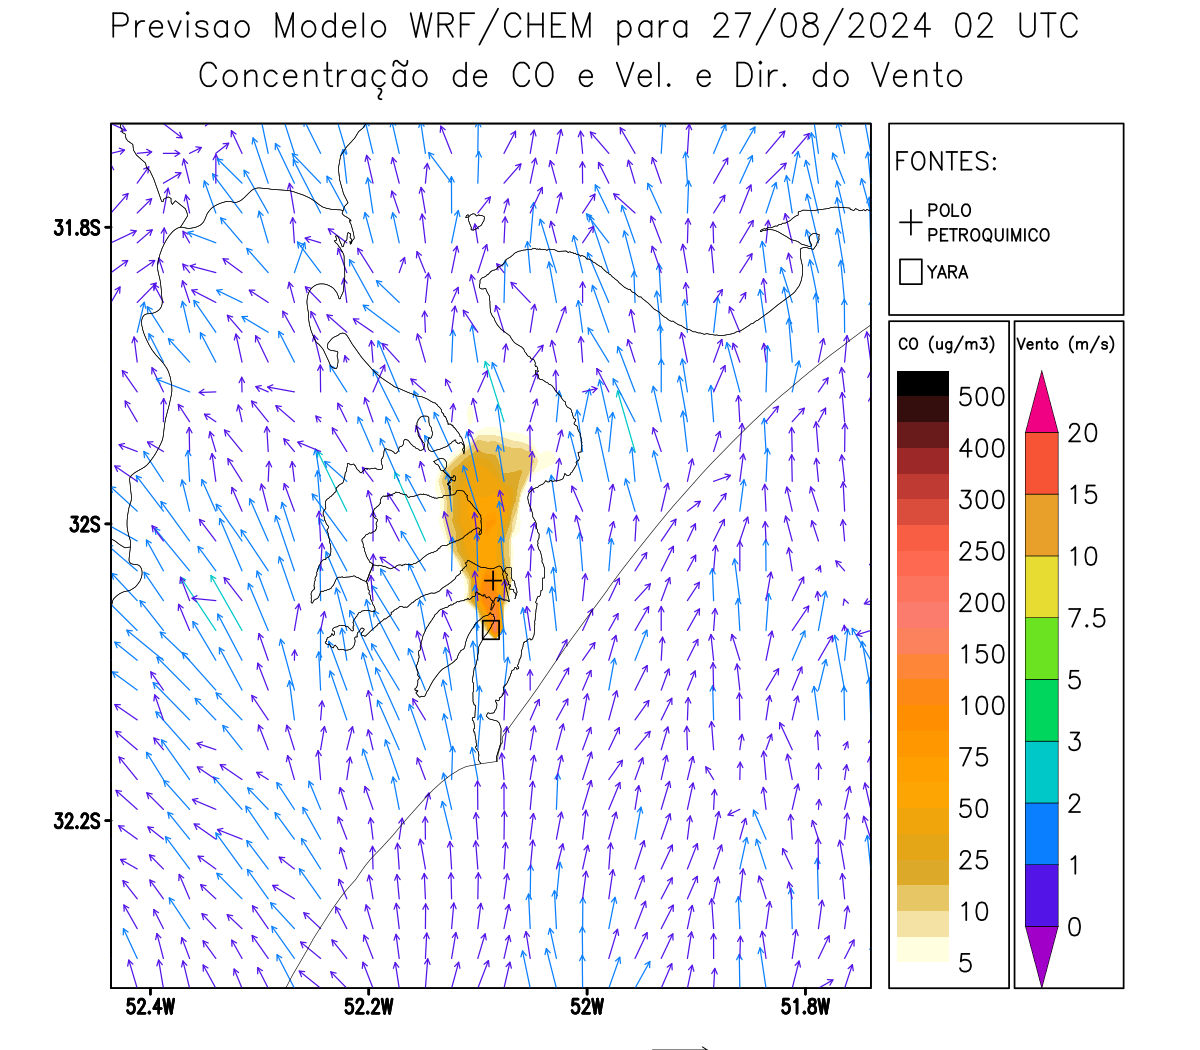 Previsao Modelo WRF/CHEM para 27/08/2024 02 UTC
Concentração de CO e Vel. e Dir. do Vento
FONTES:
POLO
PETROQUIMICO
YARA
CO (ug/m3)
500
400
300
250
200
150
100
75
50
25
10
5
Vento (m/s)
20
15
10
7.5
5
3
2
1
0
31.8S
32S
32.2S
52.4W
52.2W
52W
51.8W